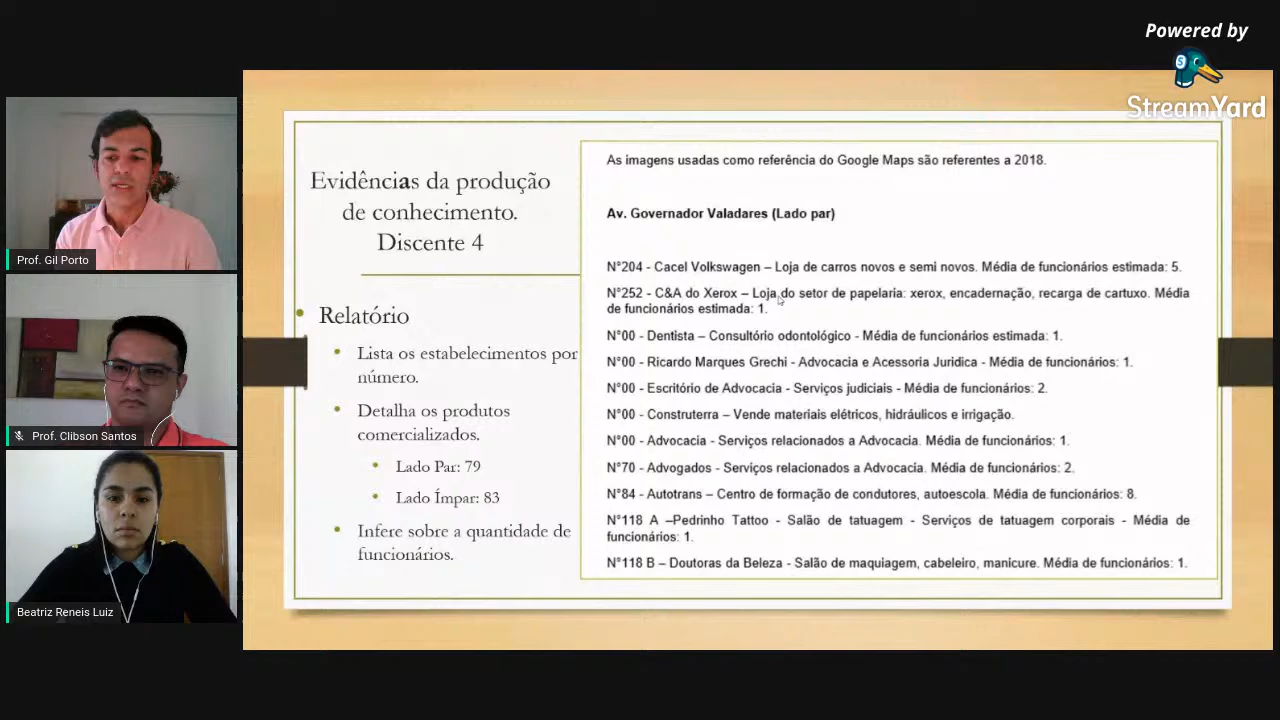 Powered by
StreamYard
Prof. Gil Porto
Prof. Clibson Santos
Beatriz Reneis Luiz
Evidências da produção
de conhecimento.
Discente 4
Relatório
Lista os estabelecimentos por
número.
Detalha os produtos
comercializados.
Lado Par: 79
Lado Ímpar: 83
Infere sobre a quantidade de
funcionários.
As imagens usadas como referência do Google Maps são referentes a 2018.
Av. Governador Valadares (Lado par)
N°204 - Cacel Volkswagen – Loja de carros novos e semi novos. Média de funcionários estimada: 5.
N°252 - C&A do Xerox – Loja do setor de papelaria: xerox, encadernação, recarga de cartuxo. Média
de funcionários estimada: 1.
N°00 - Dentista – Consultório odontológico - Média de funcionários estimada: 1.
N°00 - Ricardo Marques Grechi - Advocacia e Acessoria Juridica - Média de funcionários: 1.
N°00 - Escritório de Advocacia - Serviços judiciais - Média de funcionários: 2.
N°00 - Construterra – Vende materiais elétricos, hidráulicos e irrigação.
N°00 - Advocacia - Serviços relacionados a Advocacia. Média de funcionários: 1.
N°70 - Advogados - Serviços relacionados a Advocacia. Média de funcionários: 2.
N°84 - Autotrans – Centro de formação de condutores, autoescola. Média de funcionários: 8.
N°118 A –Pedrinho Tattoo - Salão de tatuagem - Serviços de tatuagem corporais - Média de
funcionários: 1.
N°118 B – Doutoras da Beleza - Salão de maquiagem, cabeleiro, manicure. Média de funcionários: 1.